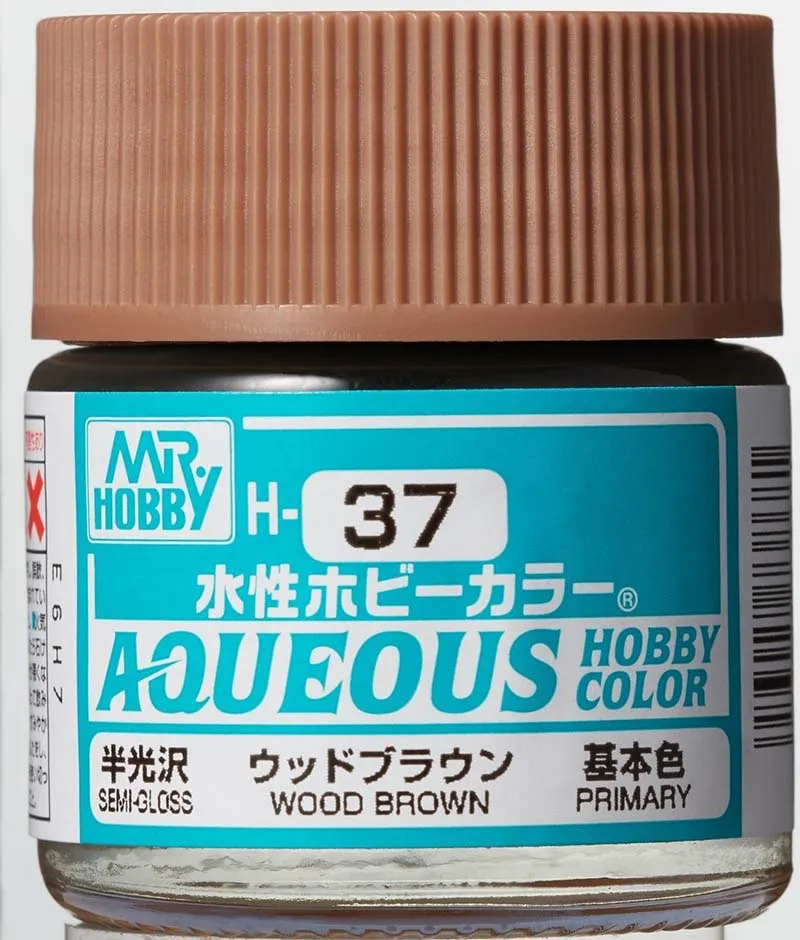 MR.
HOBBY
H-37
水性ホビーカラー®
AQUEOUS HOBBY COLOR
半光沢 ウッドブラウン 基本色
SEMI-GLOSS WOOD BROWN PRIMARY
E6H7